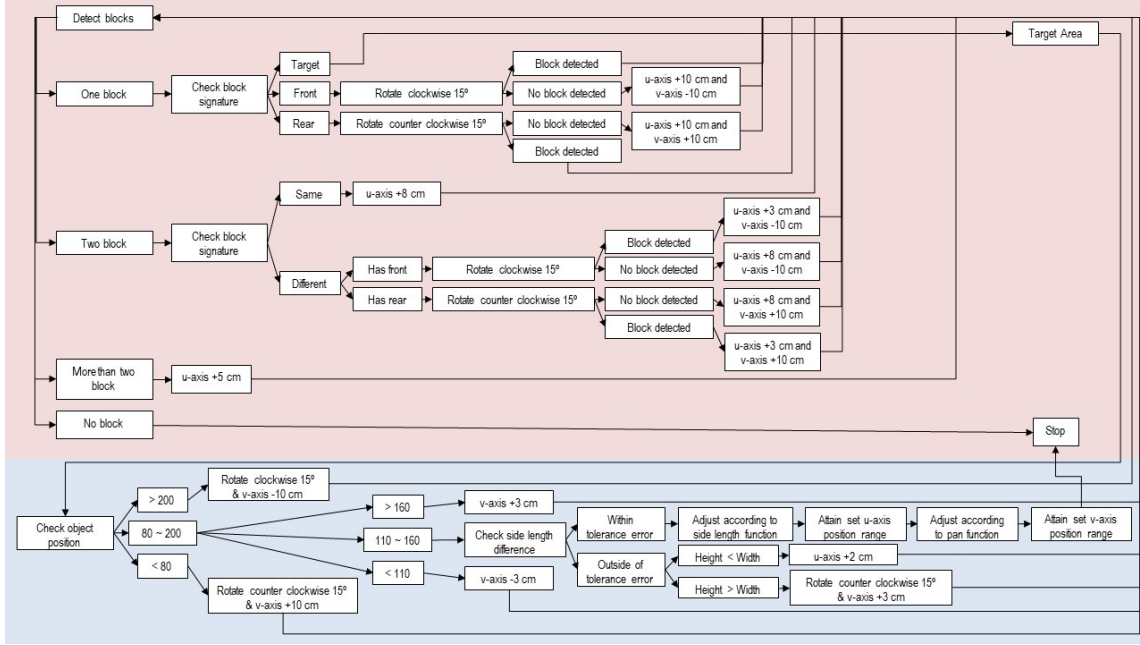 Detect blocks
Target Area
One block
Check block
signature
Target
Front
Rear
Rotate clockwise 15º
Rotate counter clockwise 15º
Block detected
No block detected
No block detected
Block detected
u-axis +10 cm and
v-axis -10 cm
u-axis +10 cm and
v-axis +10 cm
Two block
Check block
signature
Same
u-axis +8 cm
Different
Has front
Has rear
Rotate clockwise 15º
Rotate counter clockwise 15º
Block detected
No block detected
No block detected
Block detected
u-axis +3 cm and
v-axis -10 cm
u-axis +8 cm and
v-axis -10 cm
u-axis +8 cm and
v-axis +10 cm
u-axis +3 cm and
v-axis +10 cm
More than two
block
u-axis +5 cm
No block
Stop
Check object
position
> 200
80 ~ 200
< 80
Rotate clockwise 15º
& v-axis -10 cm
Rotate counter clockwise 15º
& v-axis +10 cm
> 160
110 ~ 160
< 110
v-axis +3 cm
Check side length
difference
v-axis -3 cm
Within
tolerance error
Outside of
tolerance error
Adjust according to
side length function
Attain set u-axis
position range
Adjust according
to pan function
Attain set v-axis
position range
Height < Width
Height > Width
u-axis +2 cm
Rotate counter clockwise 15º
& v-axis +3 cm